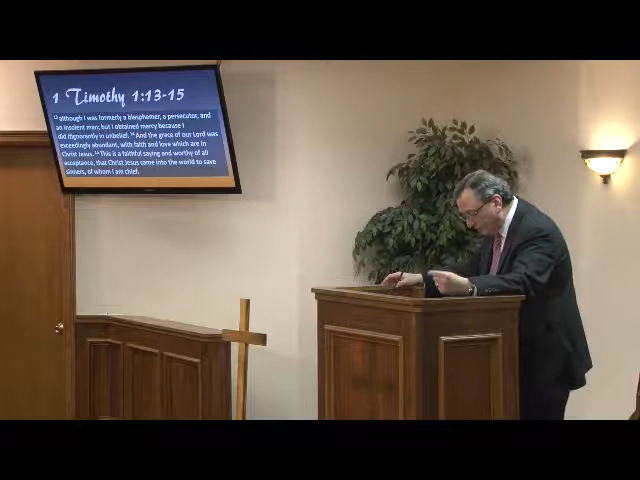 1 Timothy 1:13-15
13 although I was formerly a blasphemer, a persecutor, and
an insolent man; but I obtained mercy because I
did it ignorantly in unbelief. 14 And the grace of our Lord was
exceedingly abundant, with faith and love which are in
Christ Jesus. 15 This is a faithful saying and worthy of all
acceptance, that Christ Jesus came into the world to save
sinners, of whom I am chief.